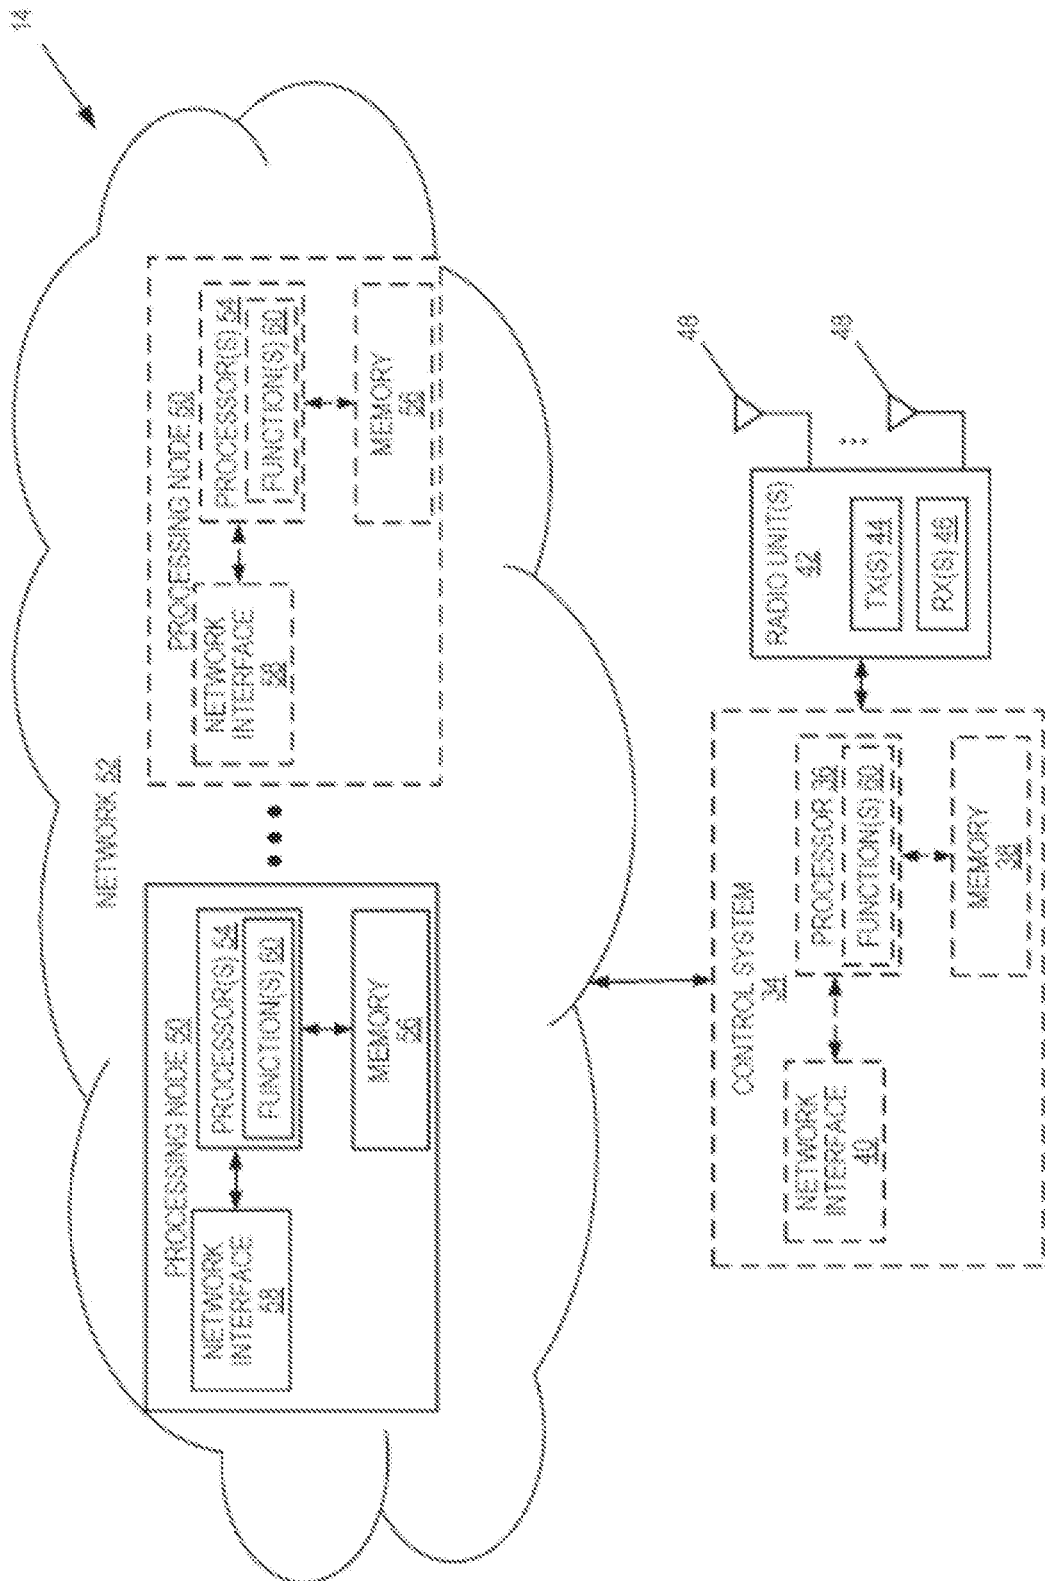 14
NETWORK 52
PROCESSING NODE 50
NETWORK
INTERFACE
58
PROCESSOR(S) 54
FUNCTION(S) 60
MEMORY
56
PROCESSING NODE 50
NETWORK
INTERFACE
58
PROCESSOR(S) 54
FUNCTION(S) 60
MEMORY
56
CONTROL SYSTEM
34
NETWORK
INTERFACE
40
PROCESSOR 36
FUNCTION(S) 60
MEMORY
38
RADIO UNIT(S)
42
TX(S) 44
RX(S) 46
48
48